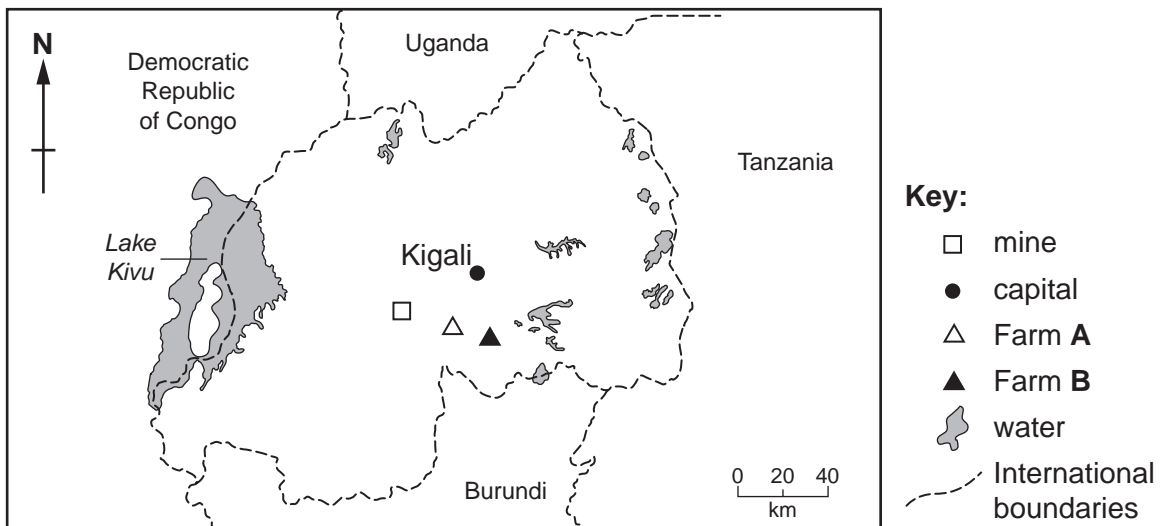 N
Democratic
Republic
of Congo
Uganda
Tanzania
Lake
Kivu
Kigali
Burundi
0 20 40
km
Key:
mine
capital
Farm A
Farm B
water
International
boundaries